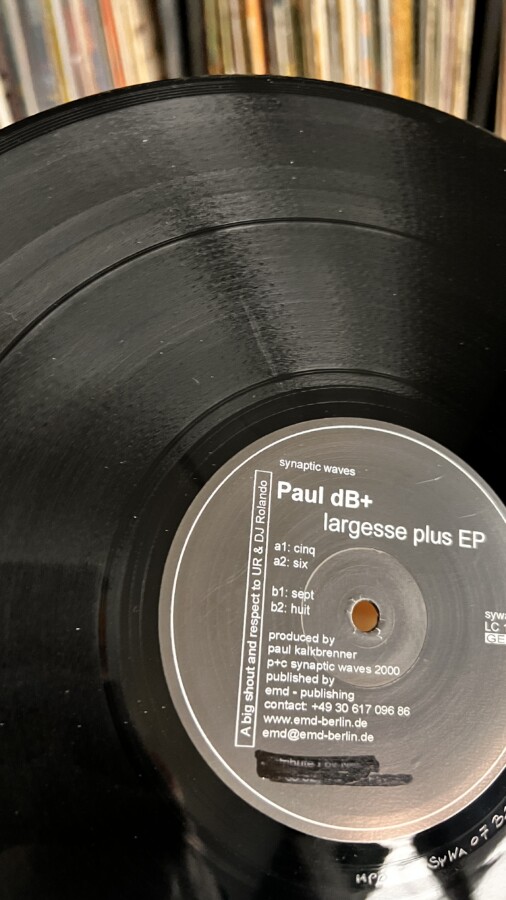 synaptic waves
Paul dB+
largesse plus EP
A big shout and respect to UR & DJ Rolando
a1: cinq
a2: six
b1: sept
b2: huit
produced by
paul kalkbrenner
p+c synaptic waves 2000
published by
emd - publishing
contact: +49 30 617 096 86
www.emd-berlin.de
emd@emd-berlin.de
LC
SYWA 07